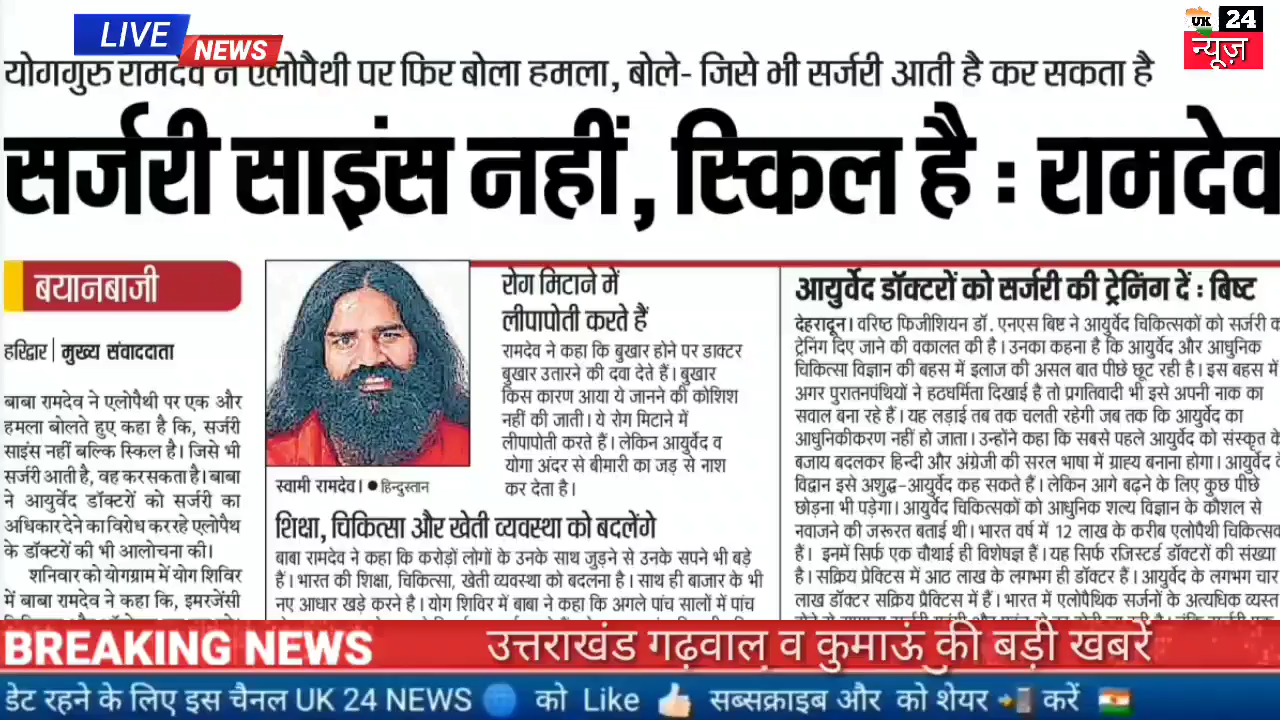 LIVE
NEWS
UK 24
न्यूज़
योगगुरु रामदेव ने एलोपैथी पर फिर बोला हमला, बोले- जिसे भी सर्जरी आती है कर सकता है
सर्जरी साइंस नहीं, स्किल है : रामदेव
बयानबाजी
हरिद्वार | मुख्य संवाददाता
बाबा रामदेव ने एलोपैथी पर एक और
हमला बोलते हुए कहा है कि, सर्जरी
साइंस नहीं बल्कि स्किल है। जिसे भी
सर्जरी आती है, वह कर सकता है। बाबा
ने आयुर्वेद डॉक्टरों को सर्जरी का
अधिकार देने का विरोध कर रहे एलोपैथ
के डॉक्टरों की भी आलोचना की।
शनिवार को योगग्राम में योग शिविर
में बाबा रामदेव ने कहा कि, इमरजेंसी
स्वामी रामदेव। ● हिन्दुस्तान
रोग मिटाने में
लीपापोती करते हैं
रामदेव ने कहा कि बुखार होने पर डाक्टर
बुखार उतारने की दवा देते हैं। बुखार
किस कारण आया ये जानने की कोशिश
नहीं की जाती। ये रोग मिटाने में
लीपापोती करते हैं। लेकिन आयुर्वेद व
योगा अंदर से बीमारी का जड़ से नाश
कर देता है।
शिक्षा, चिकित्सा और खेती व्यवस्था को बदलेंगे
बाबा रामदेव ने कहा कि करोड़ों लोगों के उनके साथ जुड़ने से उनके सपने भी बड़े
हैं। भारत की शिक्षा, चिकित्सा, खेती व्यवस्था को बदलना है। साथ ही बाजार के भी
नए आधार खड़े करने है। योग शिविर में बाबा ने कहा कि अगले पांच सालों में पांच
आयुर्वेद डॉक्टरों को सर्जरी की ट्रेनिंग दें : बिष्ट
देहरादून। वरिष्ठ फिजीशियन डॉ. एनएस बिष्ट ने आयुर्वेद चिकित्सकों को सर्जरी क
ट्रेनिंग दिए जाने की वकालत की है। उनका कहना है कि आयुर्वेद और आधुनिक
चिकित्सा विज्ञान की बहस में इलाज की असल बात पीछे छूट रही है। इस बहस में
अगर पुरातनपंथियों ने हठधर्मिता दिखाई है तो प्रगतिवादी भी इसे अपनी नाक का
सवाल बना रहे हैं। यह लड़ाई तब तक चलती रहेगी जब तक कि आयुर्वेद का
आधुनिकीकरण नहीं हो जाता। उन्होंने कहा कि सबसे पहले आयुर्वेद को संस्कृत के
बजाय बदलकर हिन्दी और अंग्रेजी की सरल भाषा में ग्राह्य बनाना होगा। आयुर्वेद के
विद्वान इसे अशुद्ध-आयुर्वेद कह सकते हैं। लेकिन आगे बढ़ने के लिए कुछ पीछे
छोड़ना भी पड़ेगा। आयुर्वेद चिकित्सकों को आधुनिक शल्य विज्ञान के कौशल से
नवाजने की जरूरत बताई थी। भारत वर्ष में 12 लाख के करीब एलोपैथी चिकित्सक
हैं। इनमें सिर्फ एक चौथाई ही विशेषज्ञ हैं। यह सिर्फ रजिस्टर्ड डॉक्टरों की संख्या
है। सक्रिय प्रेक्टिस में आठ लाख के लगभग ही डॉक्टर हैं। आयुर्वेद के लगभग चार
लाख डॉक्टर सक्रिय प्रैक्टिस में हैं। भारत में एलोपैथिक सर्जनों के अत्यधिक व्यस्त
BREAKING NEWS
उत्तराखंड गढ़वाल व कुमाऊं की बड़ी खबरें
डेट रहने के लिए इस चैनल UK 24 NEWS 🌐 को Like 👍 सब्सक्राइब और को शेयर 📲 करें 🇮🇳